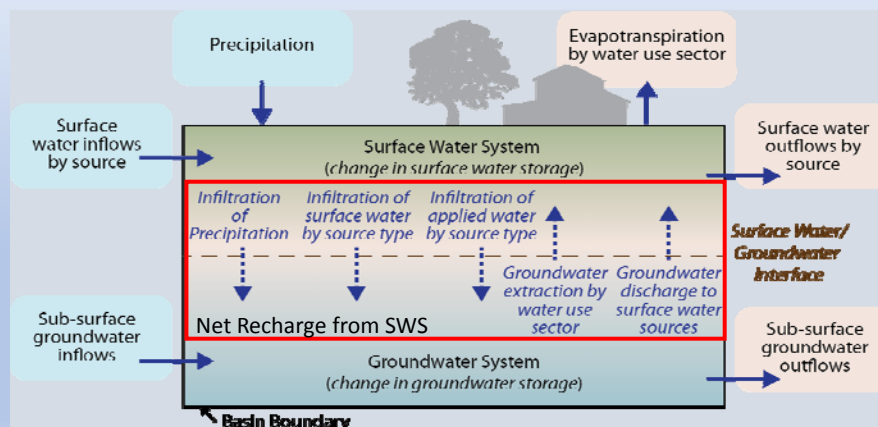 Precipitation
Evapotranspiration
by water use sector
Surface
water inflows
by source
Surface Water System
(change in surface water storage)
Surface water
outflows by
source
Infiltration
of
Precipitation
Infiltration of
surface water
by source type
Infiltration of
applied water
by source type
Surface Water/
Groundwater
Interface
Groundwater
extraction by
water use
sector
Groundwater
discharge to
surface water
sources
Net Recharge from SWS
Sub-surface
groundwater
inflows
Groundwater System
(change in groundwater storage)
Sub-surface
groundwater
outflows
Basin Boundary